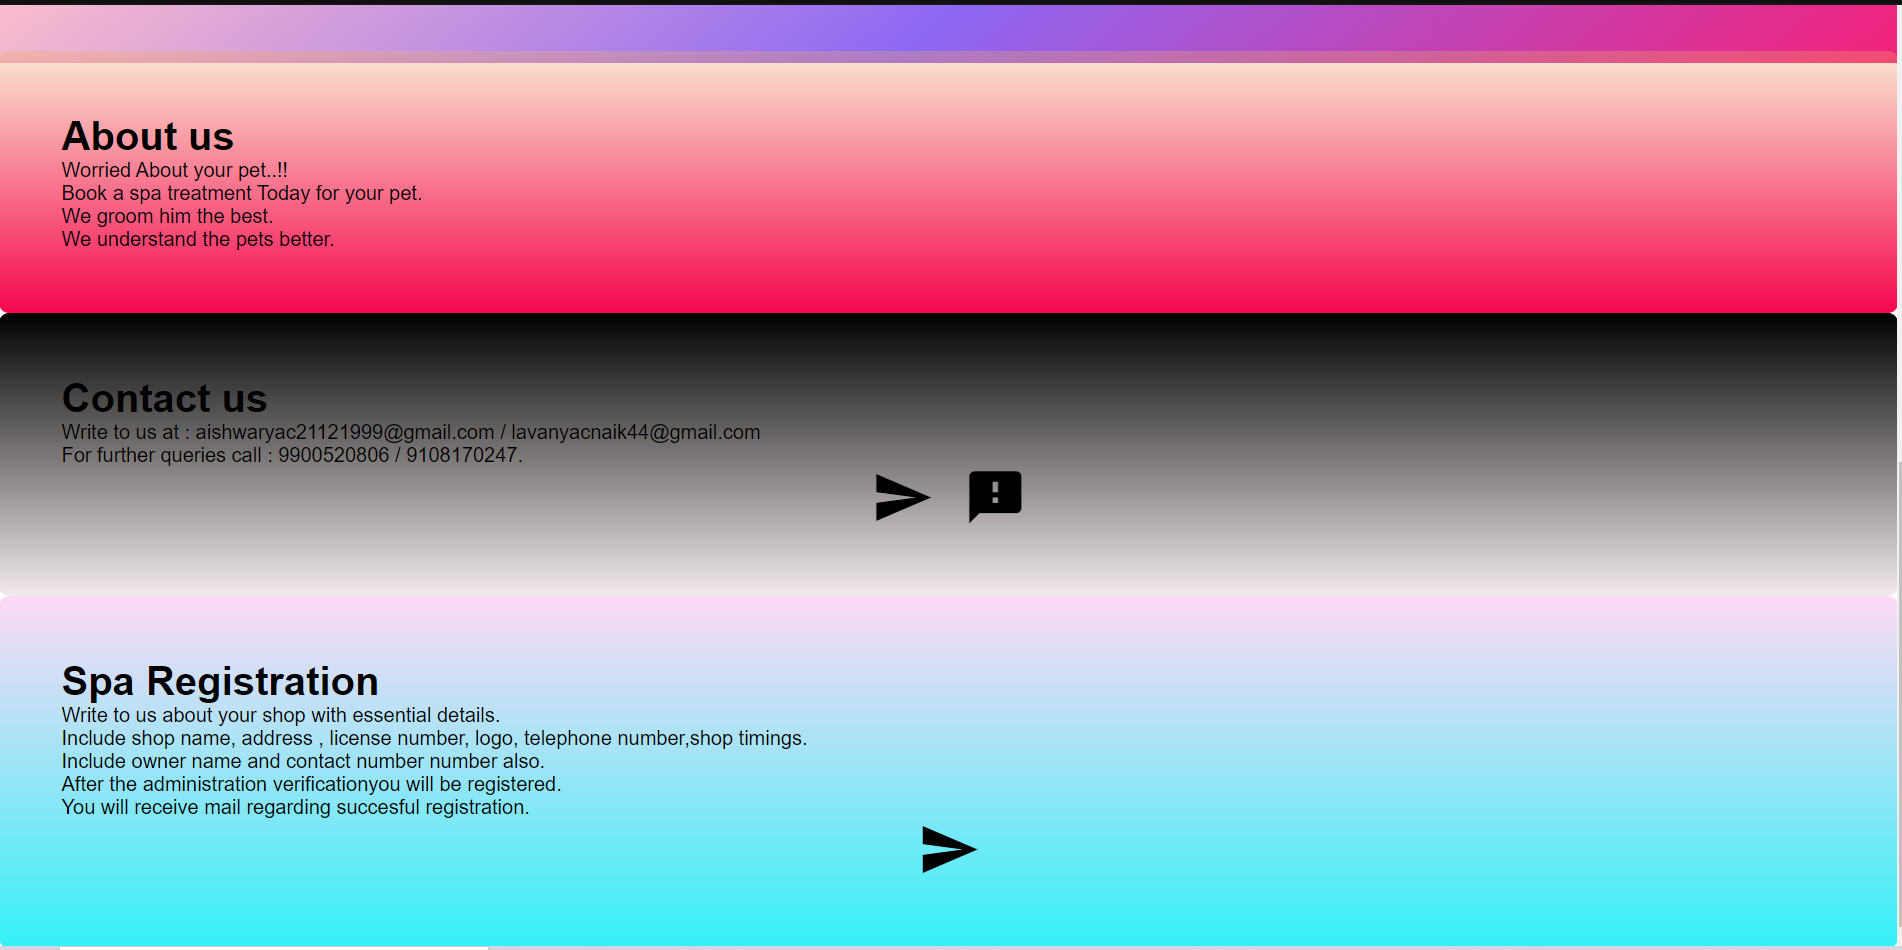 About us
Worried About your pet..!!
Book a spa treatment Today for your pet.
We groom him the best.
We understand the pets better.
Contact us
Write to us at : aishwaryac21121999@gmail.com / lavanyacnaik44@gmail.com
For further queries call : 9900520806 / 9108170247.
Spa Registration
Write to us about your shop with essential details.
Include shop name, address , license number, logo, telephone number,shop timings.
Include owner name and contact number number also.
After the administration verificationyou will be registered.
You will receive mail regarding succesful registration.